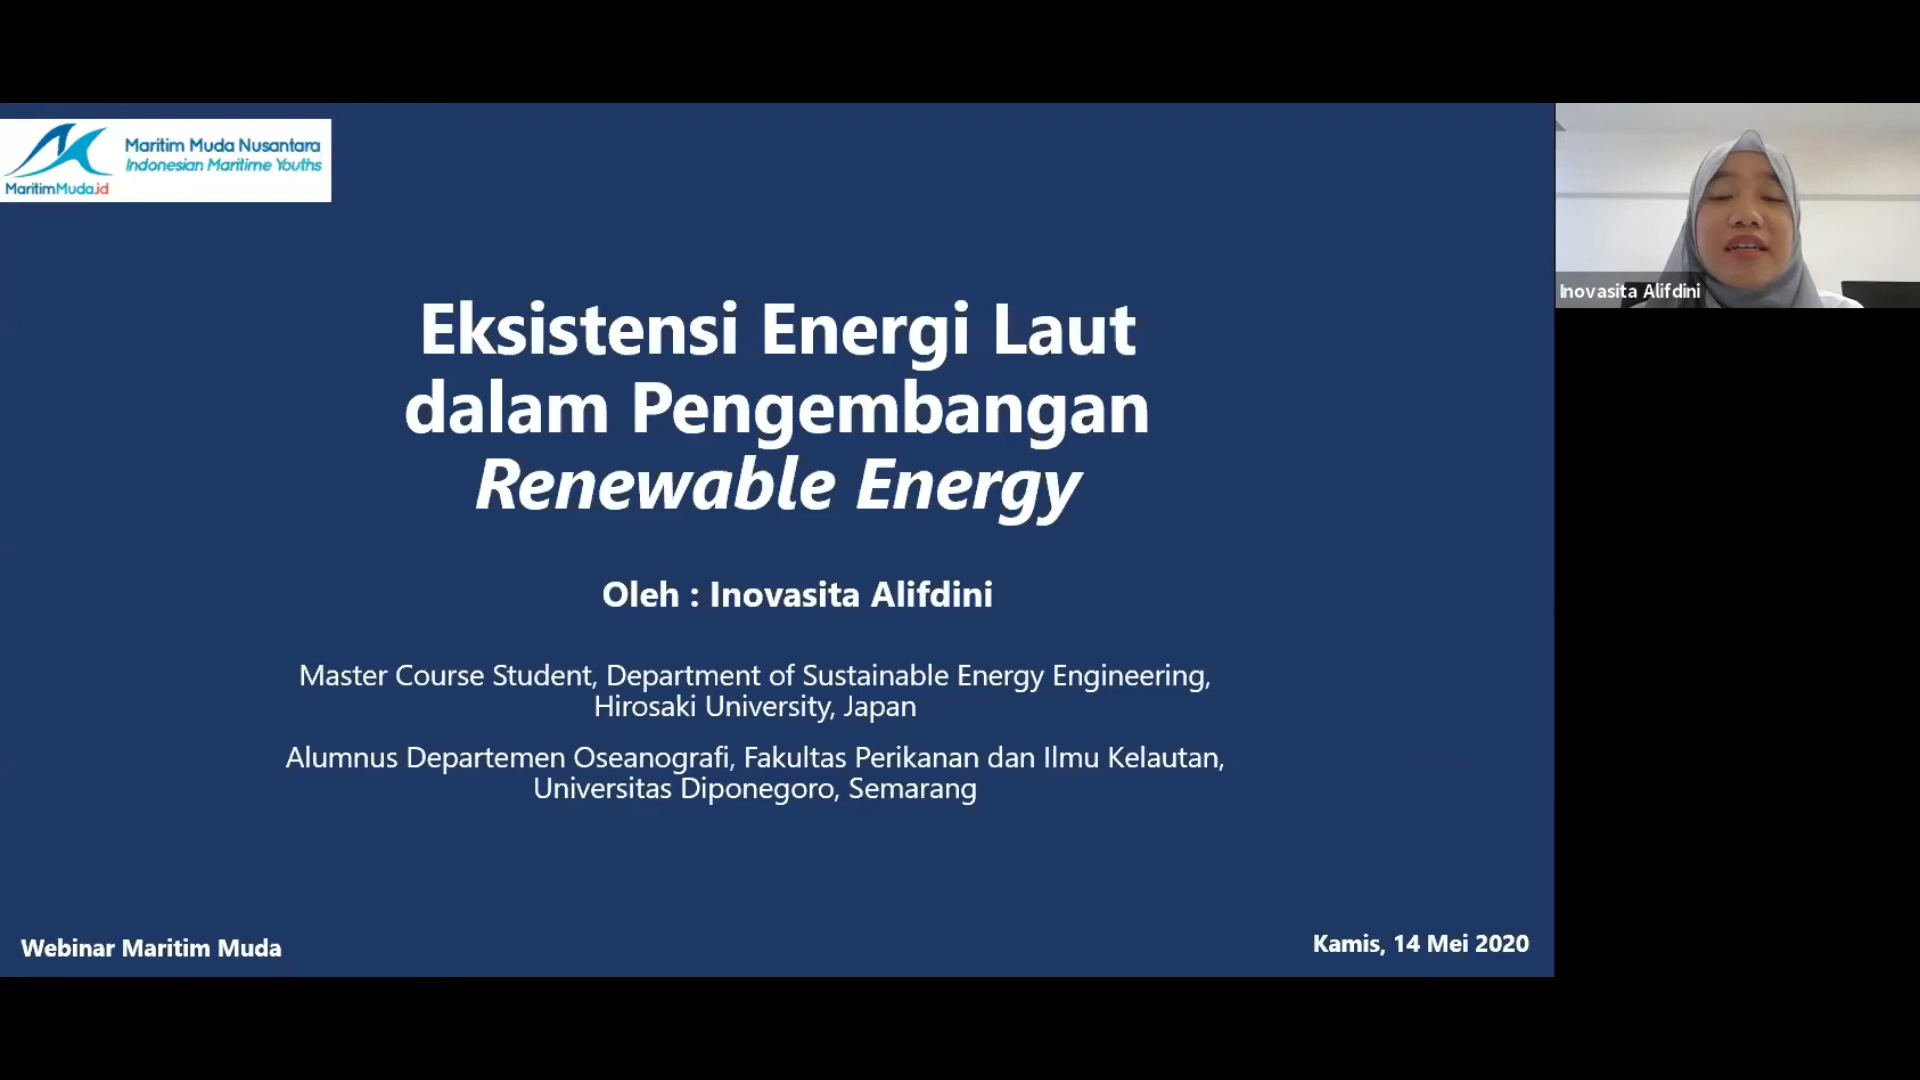 Maritim Muda Nusantara
Indonesian Maritime Youths
MaritimMuda.id
Eksistensi Energi Laut
dalam Pengembangan
Renewable Energy
Oleh : Inovasita Alifdini
Master Course Student, Department of Sustainable Energy Engineering,
Hirosaki University, Japan
Alumnus Departemen Oseanografi, Fakultas Perikanan dan Ilmu Kelautan,
Universitas Diponegoro, Semarang
Webinar Maritim Muda
Kamis, 14 Mei 2020
Inovasita Alifdini